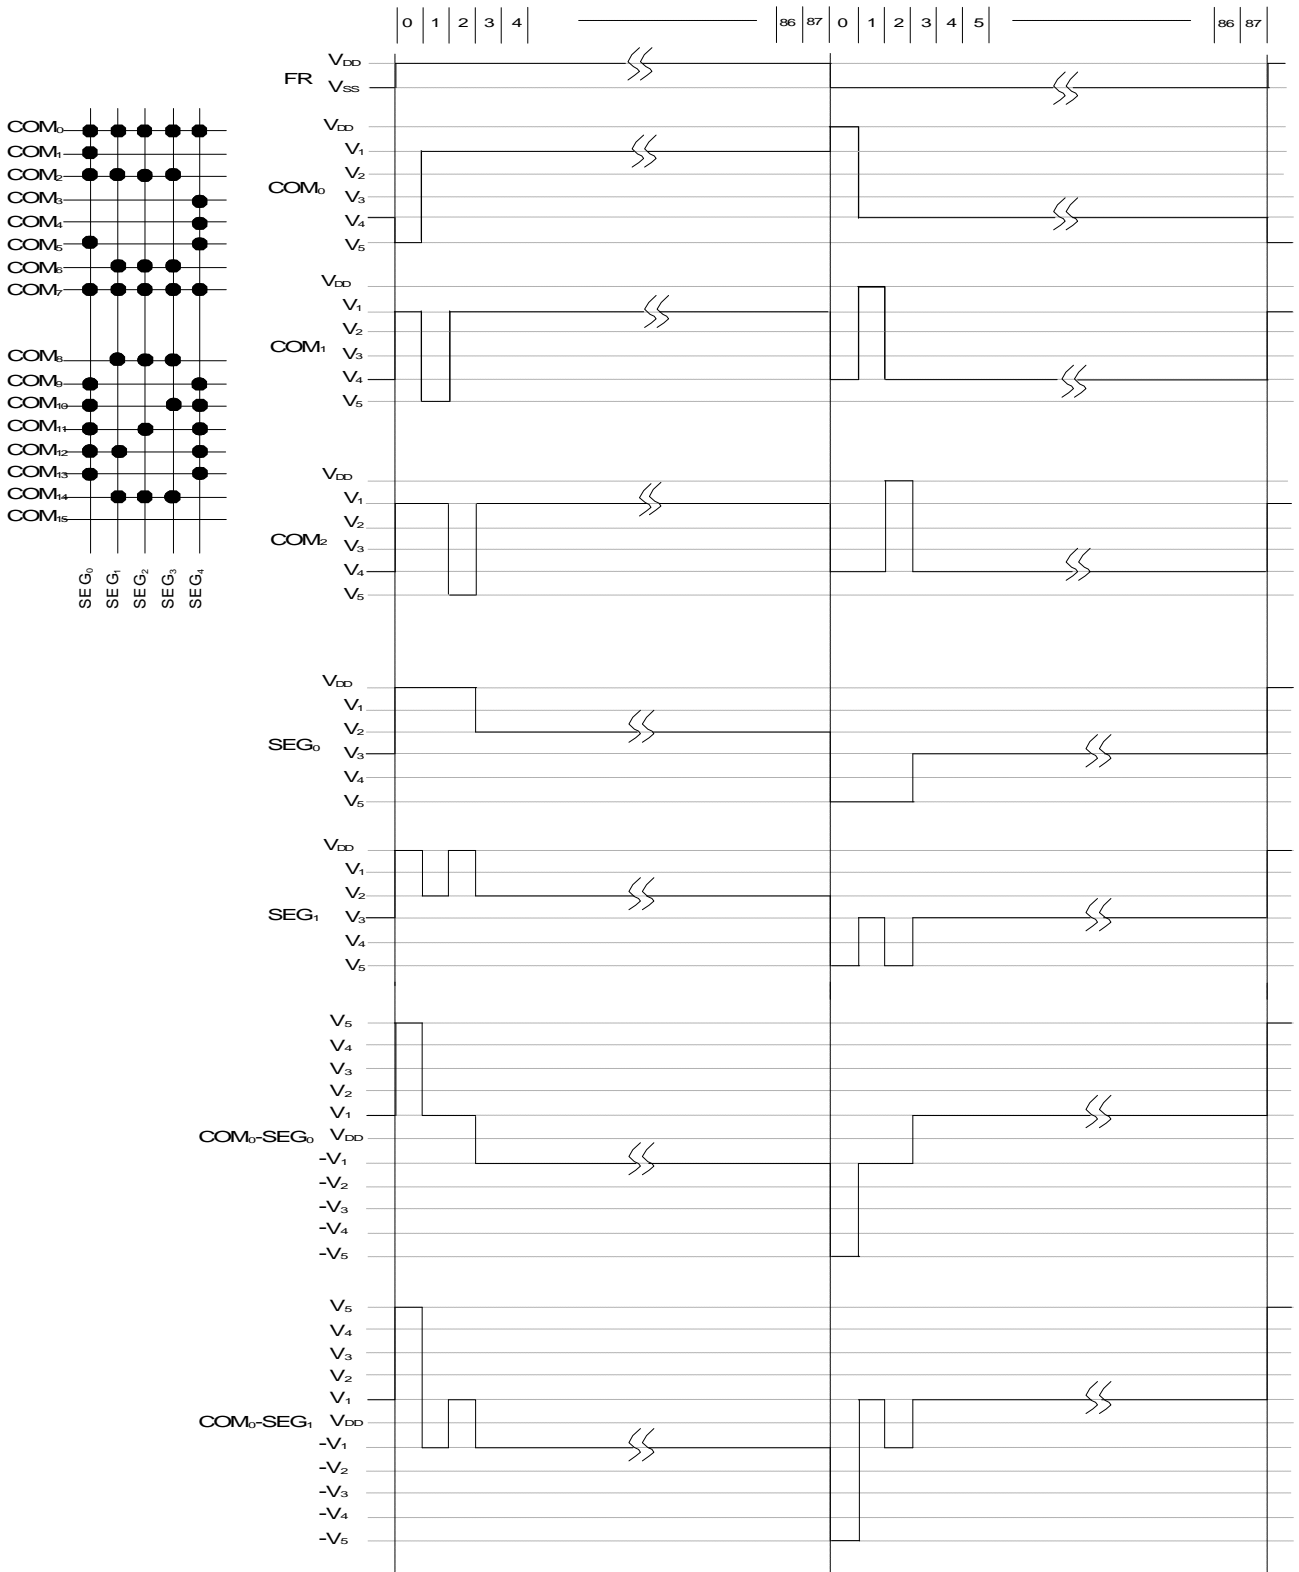 0 1 2 3 4 86 87 0 1 2 3 4 5 86 87
FR
VDD
VSS
COM0
COM1
COM2
COM3
COM4
COM5
COM6
COM7
COM8
COM9
COM10
COM11
COM12
COM13
COM14
COM15
SEG0
SEG1
SEG2
SEG3
SEG4
COM0
VDD
V1
V2
V3
V4
V5
COM1
VDD
V1
V2
V3
V4
V5
COM2
VDD
V1
V2
V3
V4
V5
SEG0
VDD
V1
V2
V3
V4
V5
SEG1
VDD
V1
V2
V3
V4
V5
COM0-SEG0
V5
V4
V3
V2
V1
VDD
-V1
-V2
-V3
-V4
-V5
COM0-SEG1
V5
V4
V3
V2
V1
VDD
-V1
-V2
-V3
-V4
-V5